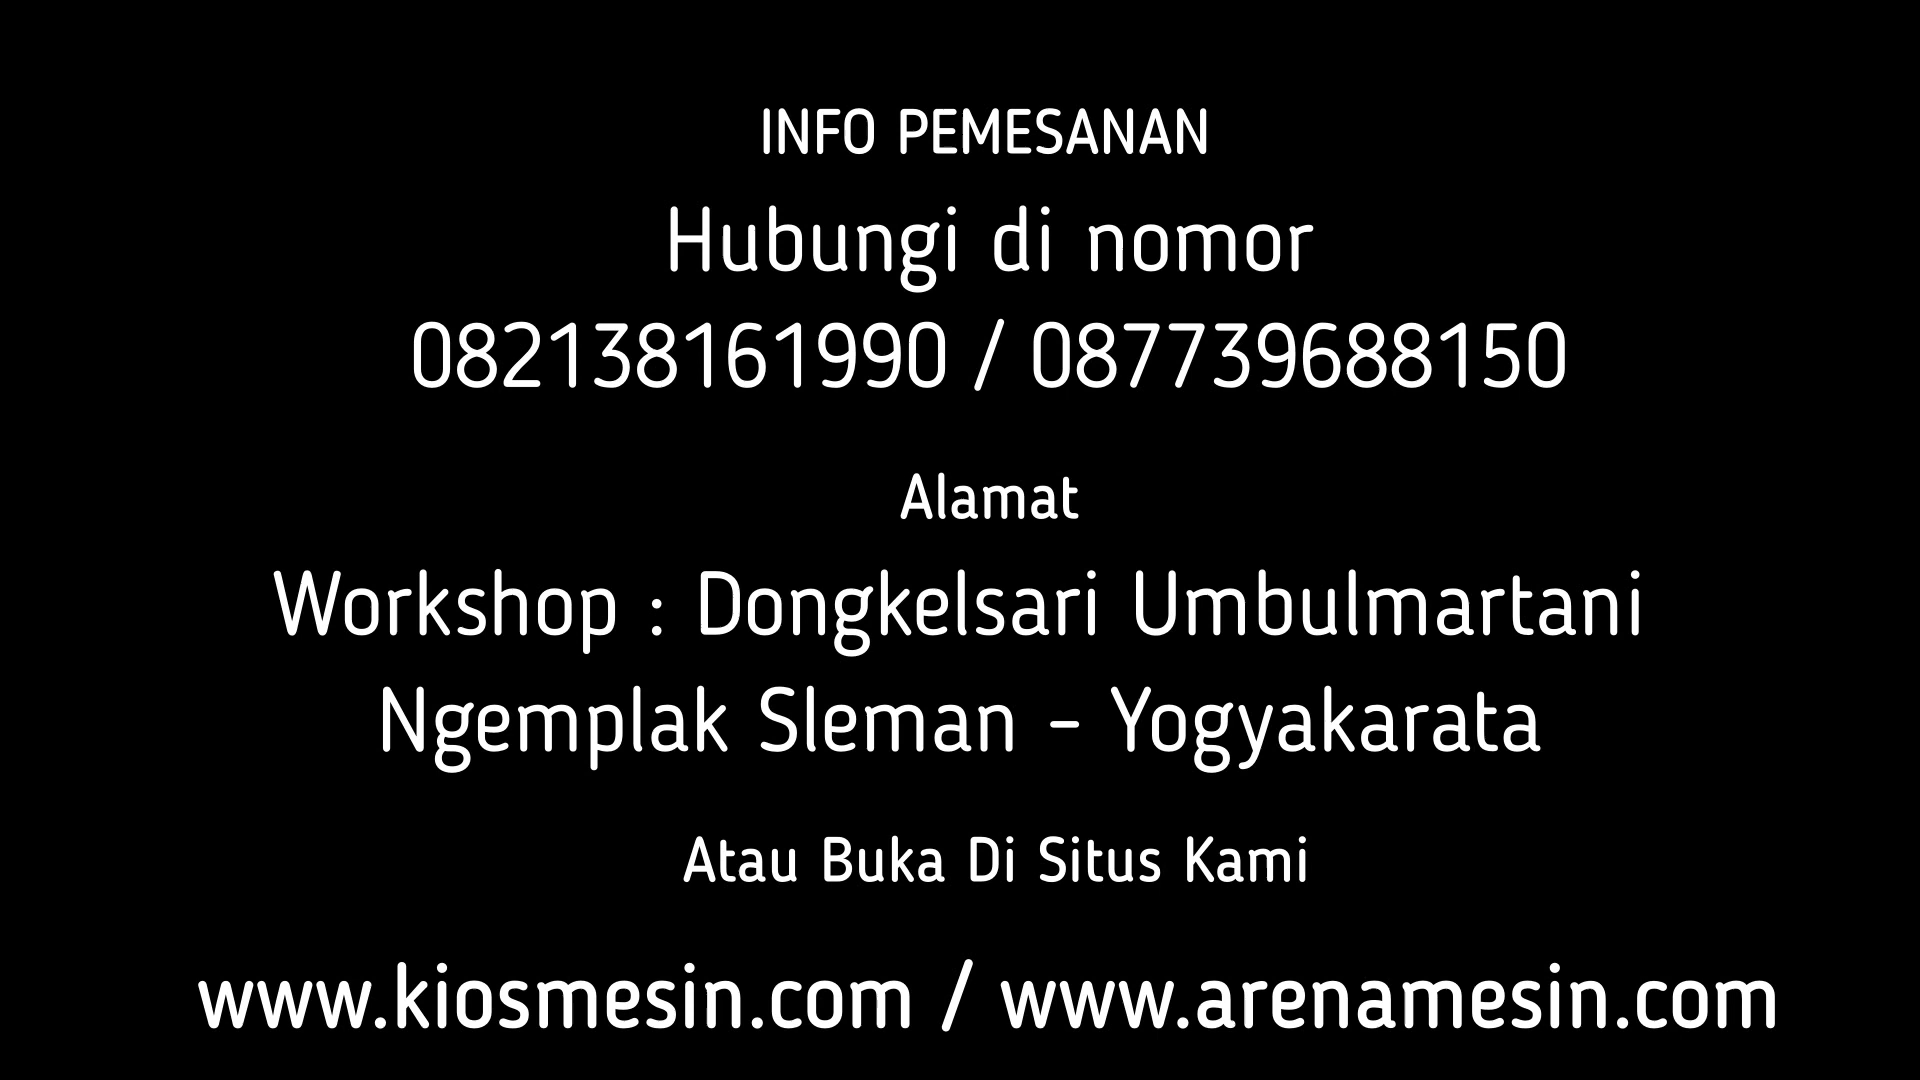 INFO PEMESANAN
Hubungi di nomor
082138161990 / 087739688150
Alamat
Workshop : Dongkelsari Umbulmartani
Ngemplak Sleman - Yogyakarata
Atau Buka Di Situs Kami
www.kiosmesin.com / www.arenamesin.com